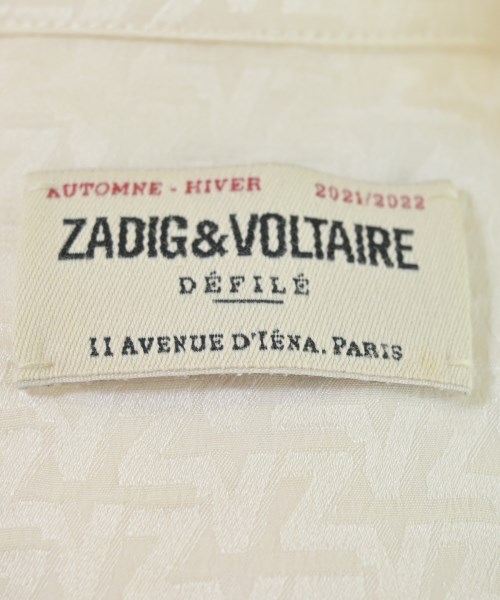 AUTOMNE - HIVER 2021/2022
ZADIG&VOLTAIRE
DÉFILÉ
11 AVENUE D'IÉNA. PARIS